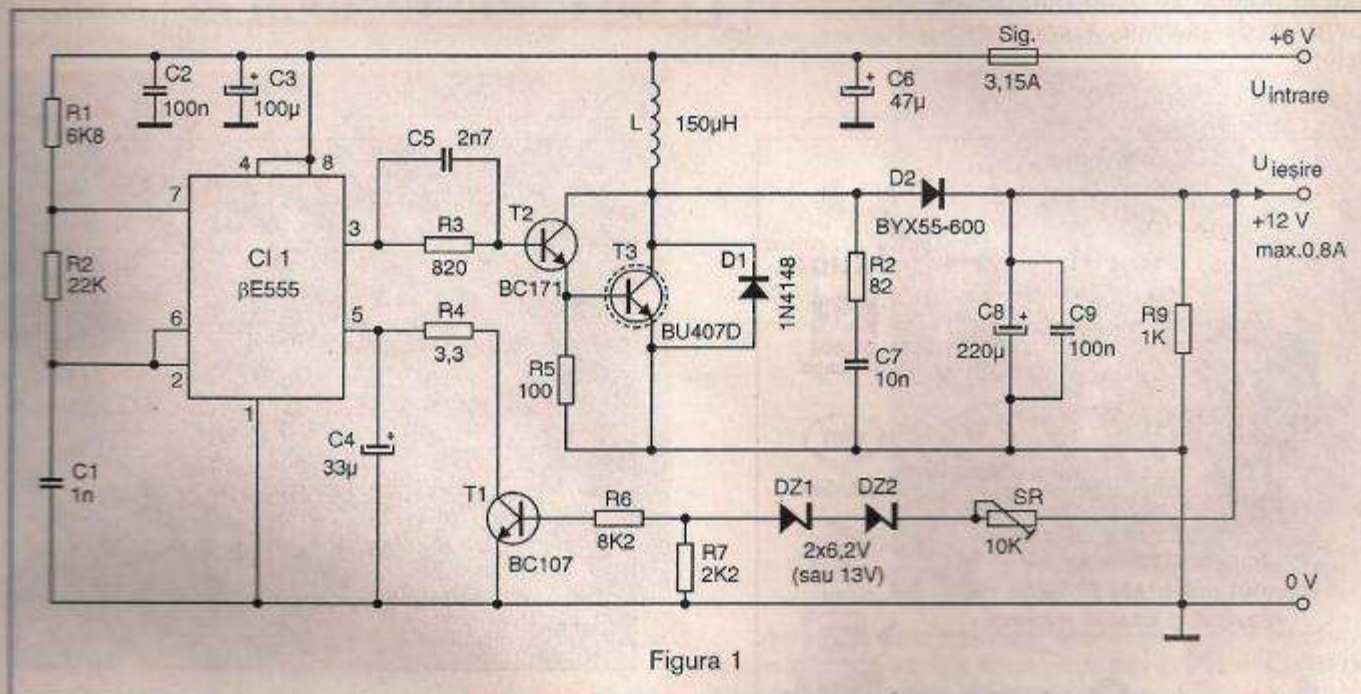 Sig.
3,15A
+6 V
Uintrare
C2
100n
C3
+
100µ
R1
6K8
C6
+
47µ
L
150µH
C5
2n7
4
8
7
3
R3
820
T2
BC171
D2
BYX55-600
Uieșire
+12 V
max.0,8A
R2
22K
CI 1
βE555
T3
BU407D
D1
1N4148
R2
82
6
5
2
1
R4
3,3
R5
100
C7
10n
C8
+
220µ
C9
100n
R9
1K
C1
1n
C4
+
33µ
T1
BC107
R6
8K2
R7
2K2
DZ1
DZ2
2x6,2V
(sau 13V)
SR
10K
0 V
Figura 1